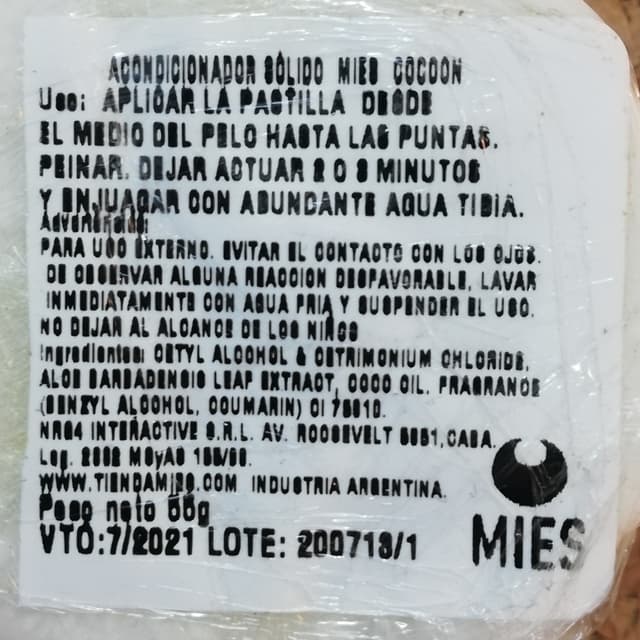 ACONDICIONADOR SÓLIDO MIES COCOON
Uso: APLICAR LA PASTILLA DESDE
EL MEDIO DEL PELO HASTA LAS PUNTAS.
PEINAR. DEJAR ACTUAR 2 O 3 MINUTOS
Y ENJUAGAR CON ABUNDANTE AGUA TIBIA.
Advertencias:
PARA USO EXTERNO. EVITAR EL CONTACTO CON LOS OJOS.
DE OBSERVAR ALGUNA REACCION DESFAVORABLE, LAVAR
INMEDIATAMENTE CON AGUA FRIA Y SUSPENDER EL USO.
NO DEJAR AL ALCANCE DE LOS NIÑOS
Ingredientes: CETYL ALCOHOL & CETRIMONIUM CHLORIDE,
ALOE BARBADENSIS LEAF EXTRACT, COCO OIL, FRAGRANCE
(BENZYL ALCOHOL, COUMARIN) CI
INTERACTIVE S.R.L. AV. ROOSEVELT CABA.
Leg. MSyAS
INDUSTRIA ARGENTINA.
Peso neto
VTO:7/2021 LOTE: 200713/1
MIES